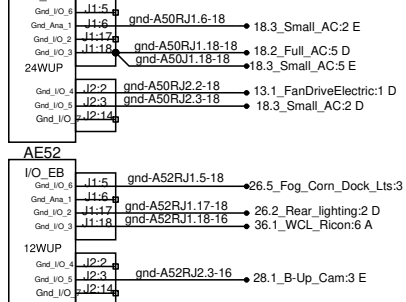 Gnd_I/O_6 J1:5
Gnd_Ana_1 J1:6 gnd-A50RJ1.6-18 18.3_Small_AC:2 E
Gnd_I/O_2 J1:17
Gnd_I/O_3 J1:18 gnd-A50RJ1.18-18 18.2_Full_AC:5 D
gnd-A50J1.18-18 18.3_Small_AC:5 E
24WUP
Gnd_I/O_4 J2:2 gnd-A50RJ2.2-18 13.1_FanDriveElectric:1 D
Gnd_I/O_5 J2:3 gnd-A50RJ2.3-18 18.3_Small_AC:2 D
Gnd_I/O_7 J2:14
AE52
I/O_EB
Gnd_I/O_6 J1:5 gnd-A52RJ1.5-18 26.5_Fog_Corn_Dock_Lts:3
Gnd_Ana_1 J1:6
Gnd_I/O_2 J1:17 gnd-A52RJ1.17-18 26.2_Rear_lighting:2 D
Gnd_I/O_3 J1:18 gnd-A52RJ1.18-16 36.1_WCL_Ricon:6 A
12WUP
Gnd_I/O_4 J2:2
Gnd_I/O_5 J2:3 gnd-A52RJ2.3-16 28.1_B-Up_Cam:3 E
Gnd_I/O_7 J2:14